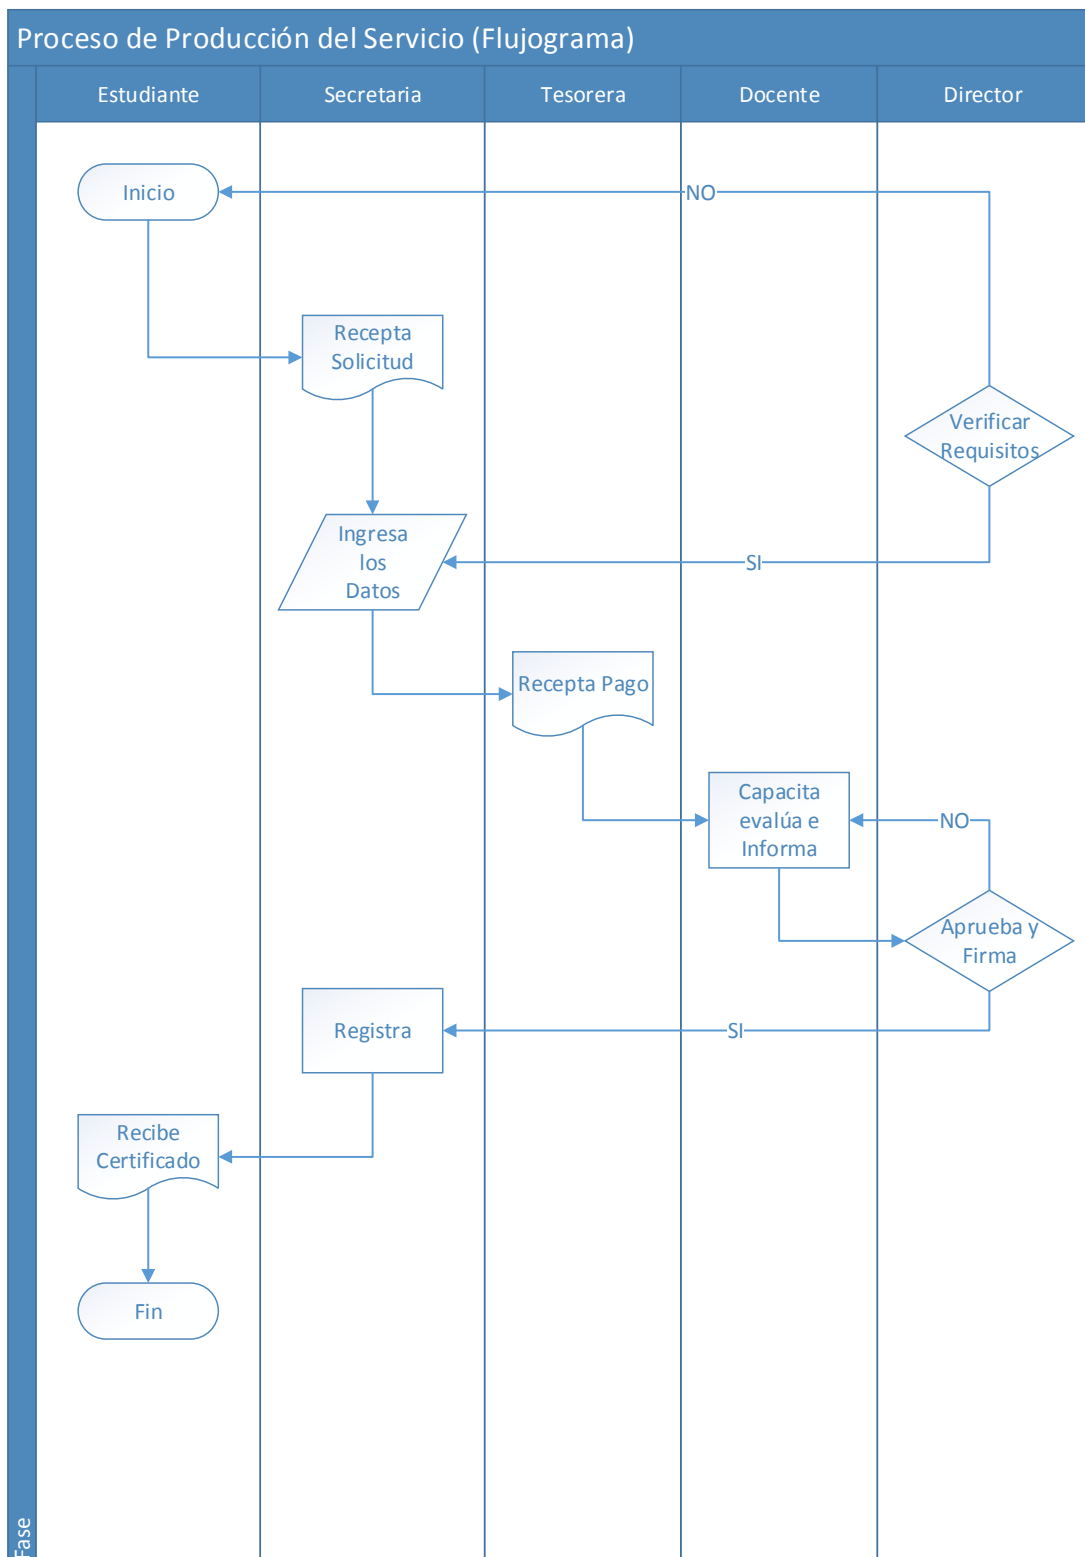 Proceso de Producción del Servicio (Flujograma)
Estudiante
Secretaria
Tesorera
Docente
Director
Inicio
NO
Recepta
Solicitud
Verificar
Requisitos
Ingresa
los
Datos
SI
Recepta Pago
Capacita
evalúa e
Informa
NO
Aprueba y
Firma
Registra
SI
Recibe
Certificado
Fin
Fase